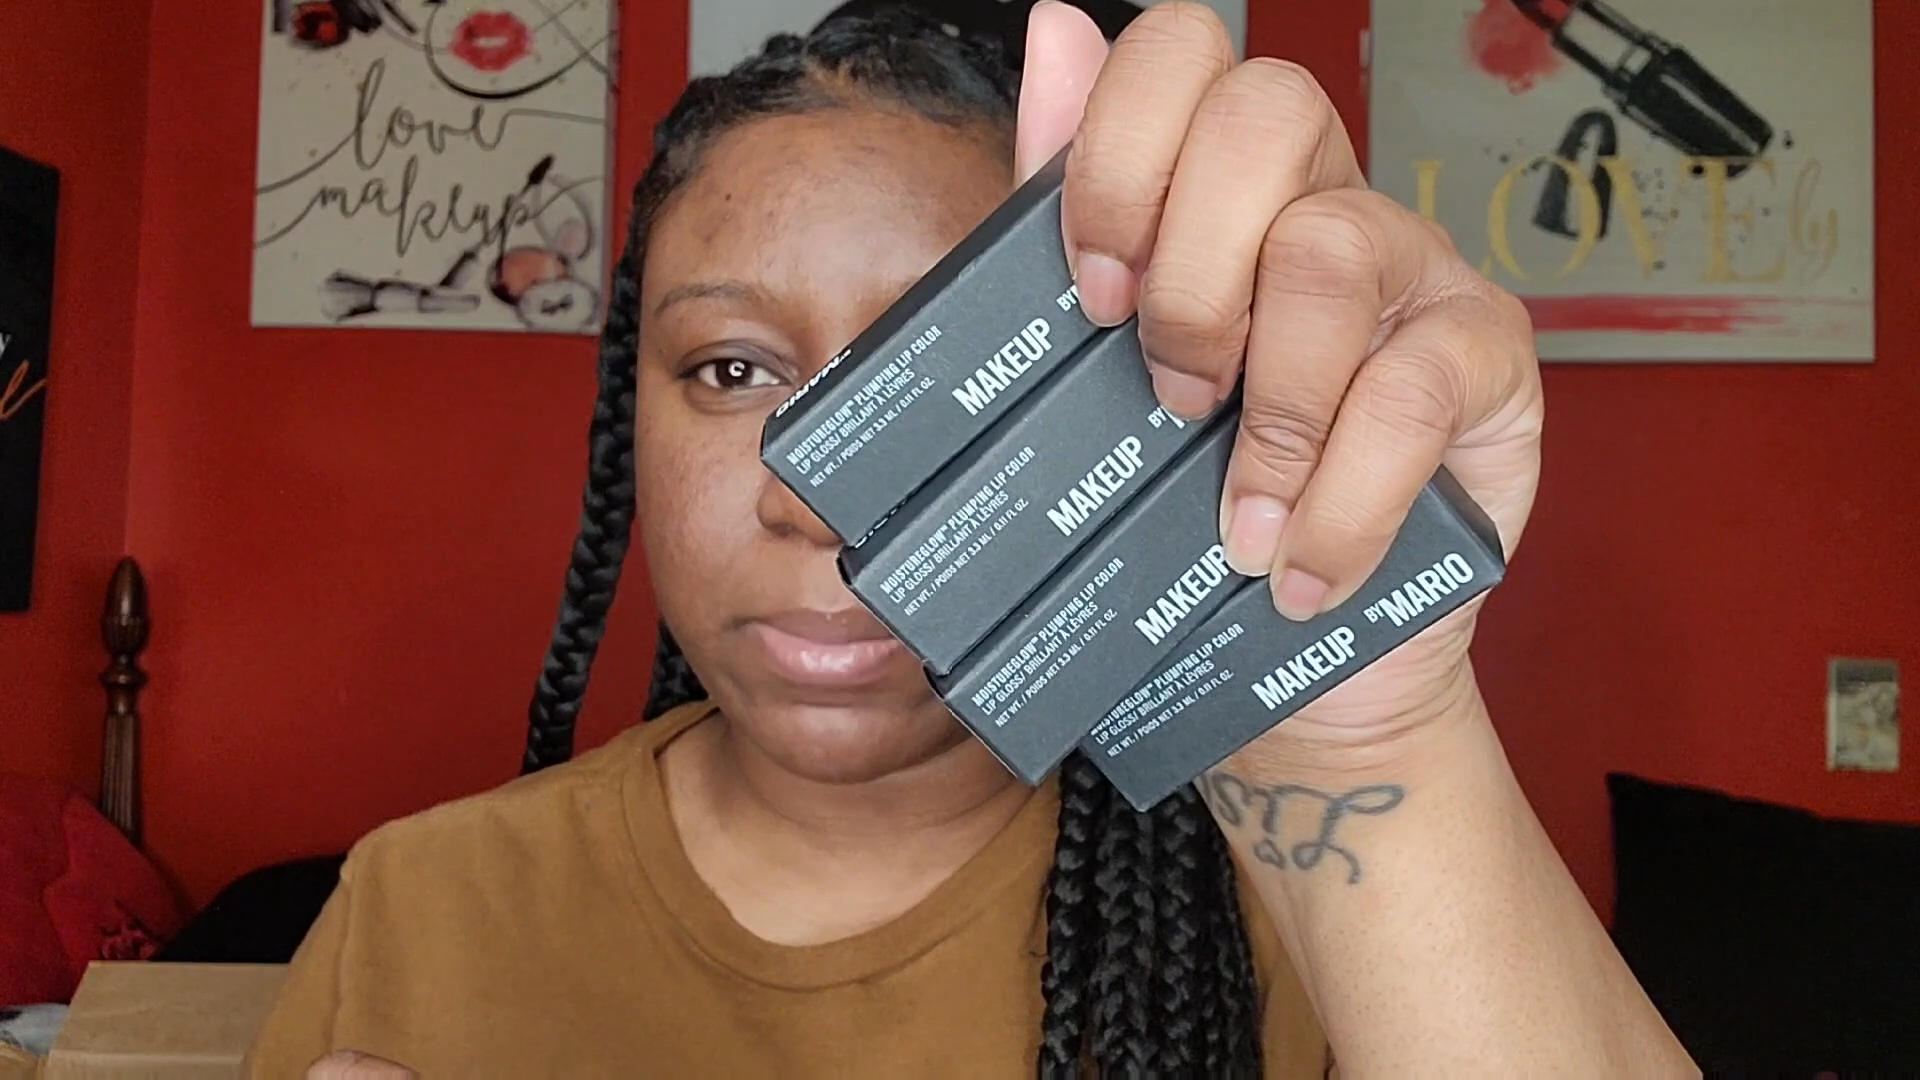 love
makeup
LOVE
by
MARIO
MOISTUREGLOW™ PLUMPING LIP COLOR
LIP GLOSS/ BRILLANT À LÈVRES
NET WT. / POIDS NET 3.3 ML / 0.11 FL OZ.
MAKEUP BY
MOISTUREGLOW™ PLUMPING LIP COLOR
LIP GLOSS/ BRILLANT À LÈVRES
NET WT. / POIDS NET 3.3 ML / 0.11 FL OZ.
MAKEUP BY
MOISTUREGLOW™ PLUMPING LIP COLOR
LIP GLOSS/ BRILLANT À LÈVRES
NET WT. / POIDS NET 3.3 ML / 0.11 FL OZ.
MAKEUP
MOISTUREGLOW™ PLUMPING LIP COLOR
LIP GLOSS/ BRILLANT À LÈVRES
NET WT. / POIDS NET 3.3 ML / 0.11 FL OZ.
MAKEUP BY MARIO